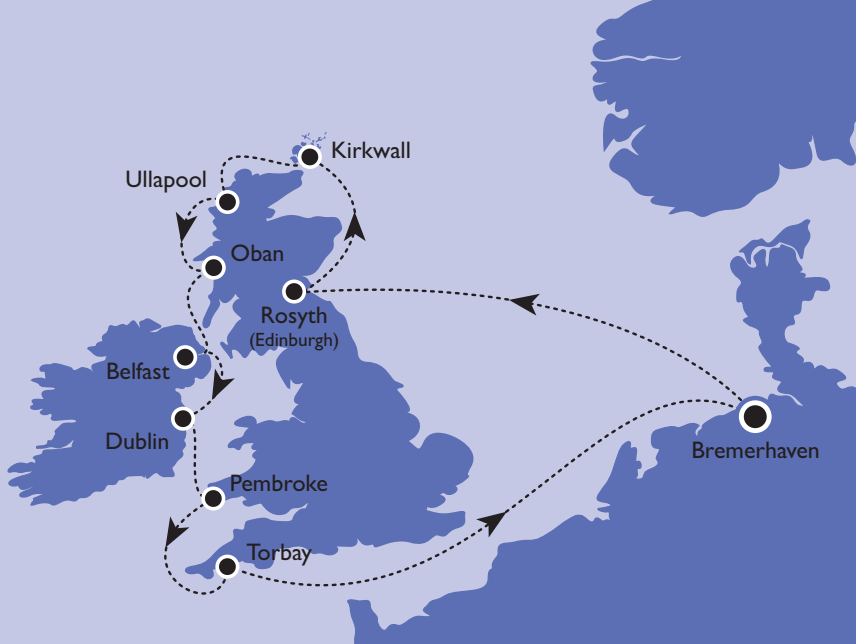 Kirkwall
Ullapool
Oban
Rosyth
(Edinburgh)
Belfast
Dublin
Bremerhaven
Pembroke
Torbay